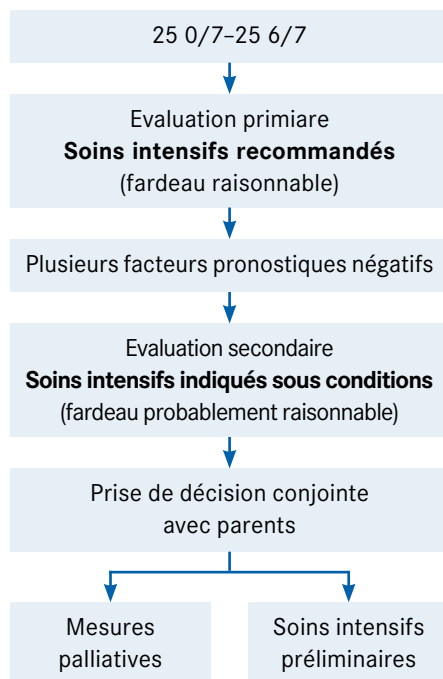 25 0/7–25 6/7
Evaluation primiare
Soins intensifs recommandés
(fardeau raisonnable)
Plusieurs facteurs pronostiques négatifs
Evaluation secondaire
Soins intensifs indiqués sous conditions
(fardeau probablement raisonnable)
Prise de décision conjointe
avec parents
Mesures
palliatives
Soins intensifs
préliminaires